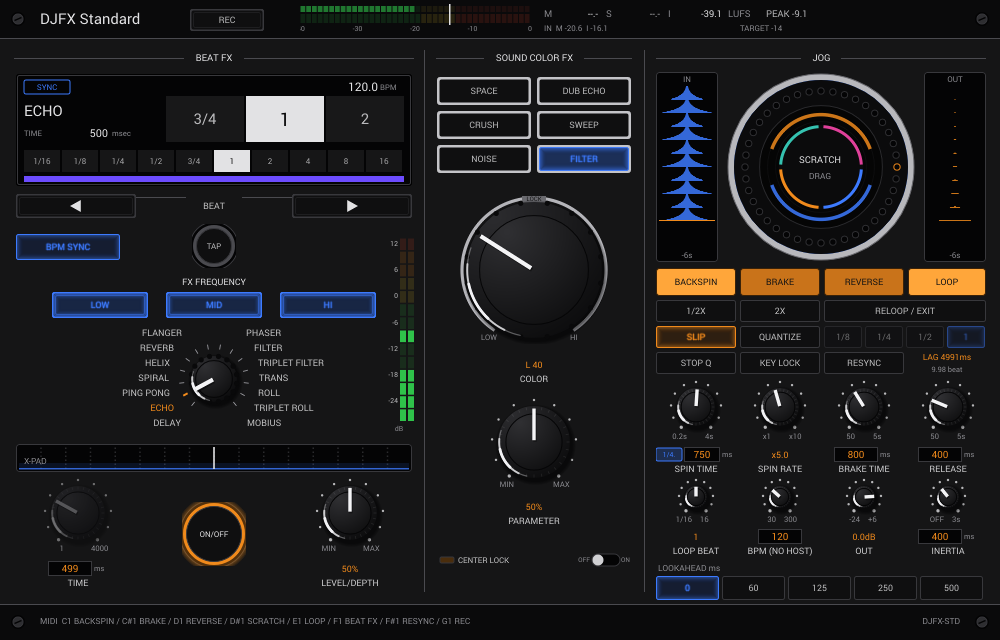 DJFX Standard
REC
0 -30 -20 -10 0
M --.- S --.- I -39.1 LUFS PEAK -9.1
IN M -20.6 I -16.1 TARGET -14
BEAT FX
SYNC
120.0 BPM
ECHO
TIME 500 msec
3/4 1 2
1/16 1/8 1/4 1/2 3/4 1 2 4 8 16
◀ BEAT ▶
BPM SYNC
TAP
FX FREQUENCY
LOW MID HI
FLANGER PHASER
REVERB FILTER
HELIX TRIPLET FILTER
SPIRAL TRANS
PING PONG ROLL
ECHO TRIPLET ROLL
DELAY MOBIUS
12
6
0
-6
-12
-18
-24
dB
X-PAD
1 4000
499 ms
TIME
ON/OFF
MIN MAX
50%
LEVEL/DEPTH
SOUND COLOR FX
SPACE DUB ECHO
CRUSH SWEEP
NOISE FILTER
LOCK
LOW HI
L 40
COLOR
MIN MAX
50%
PARAMETER
CENTER LOCK OFF ON
JOG
IN
-6s
SCRATCH
DRAG
OUT
-6s
BACKSPIN BRAKE REVERSE LOOP
1/2X 2X RELOOP / EXIT
SLIP QUANTIZE 1/8 1/4 1/2 1
STOP Q KEY LOCK RESYNC
LAG 4991ms
9.98 beat
0.2s 4s x1 x10 50 5s 50 5s
1/4 750 ms x5.0 800 ms 400 ms
SPIN TIME SPIN RATE BRAKE TIME RELEASE
1/16 16 30 300 -24 +6 OFF 3s
1 120 0.0dB 400 ms
LOOP BEAT BPM (NO HOST) OUT INERTIA
LOOKAHEAD ms
0 60 125 250 500
MIDI C1 BACKSPIN / C#1 BRAKE / D1 REVERSE / D#1 SCRATCH / E1 LOOP / F1 BEAT FX / F#1 RESYNC / G1 REC
DJFX-STD